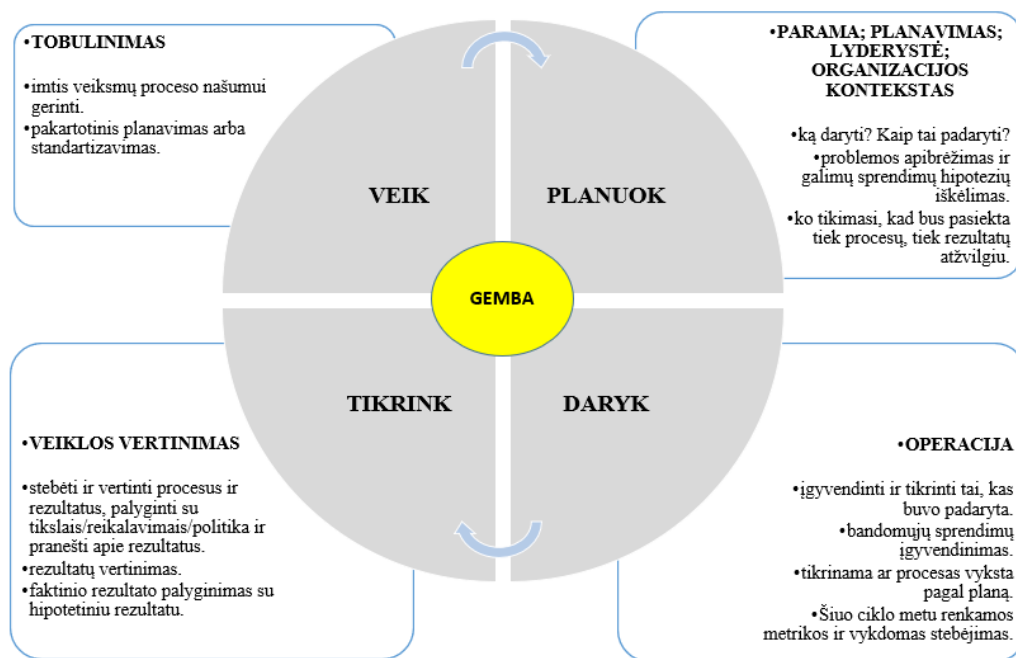 •TOBULINIMAS
•imtis veiksmų proceso našumui
gerinti.
•pakartotinis planavimas arba
standartizavimas.
•PARAMA; PLANAVIMAS;
LYDERYSTĖ;
ORGANIZACIJOS
KONTEKSTAS
•ką daryti? Kaip tai padaryti?
•problemos apibrėžimas ir
galimų sprendimų hipotezių
iškėlimas.
•ko tikimasi, kad bus pasiekta
tiek procesų, tiek rezultatų
atžvilgiu.
VEIK
PLANUOK
GEMBA
TIKRINK
DARYK
•VEIKLOS VERTINIMAS
•stebėti ir vertinti procesus ir
rezultatus, palyginti su
tikslais/reikalavimais/politika ir
pranešti apie rezultatus.
•rezultatų vertinimas.
•faktinio rezultato palyginimas su
hipotetiniu rezultatu.
•OPERACIJA
•įgyvendinti ir tikrinti tai, kas
buvo padaryta.
•bandomųjų sprendimų
įgyvendinimas.
•tikrinama ar procesas vyksta
pagal planą.
•Šiuo ciklo metu renkamos
metrikos ir vykdomas stebėjimas.